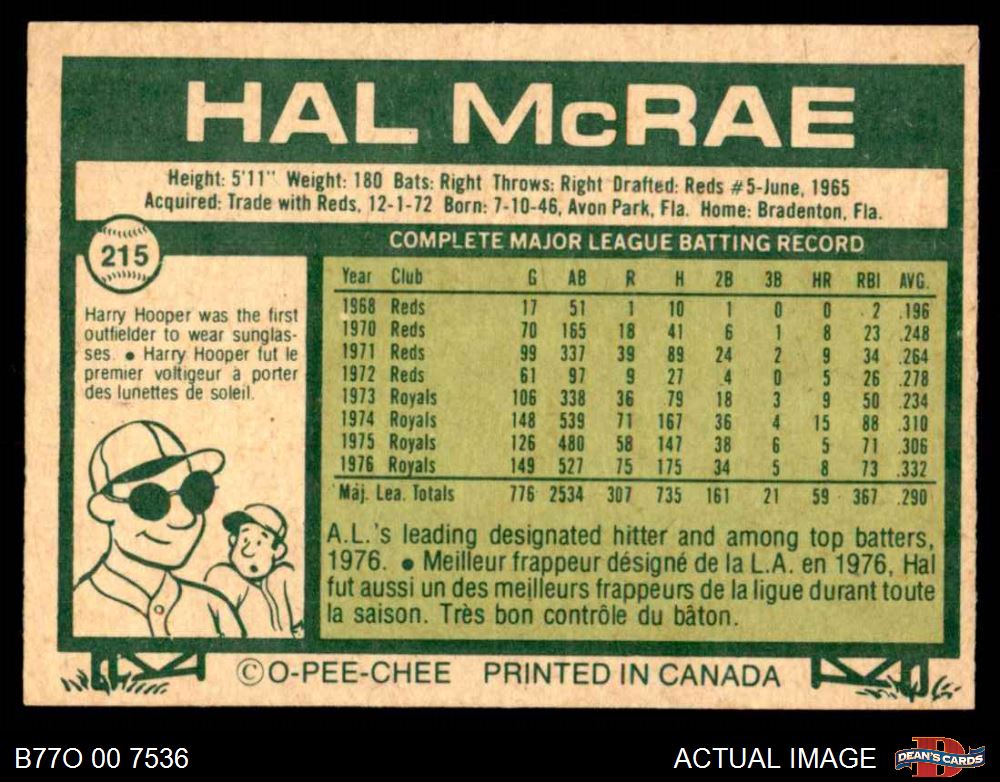 HAL McRAE
Height: 5'11" Weight: 180 Bats: Right Throws: Right Drafted: Reds #5-June, 1965
Acquired: Trade with Reds, 12-1-72 Born: 7-10-46, Avon Park, Fla. Home: Bradenton, Fla.
215
Harry Hooper was the first
outfielder to wear sunglas-
ses. ● Harry Hooper fut le
premier voltigeur à porter
des lunettes de soleil.
COMPLETE MAJOR LEAGUE BATTING RECORD
Year Club G AB R H 2B 3B HR RBI AVG.
1968 Reds 17 51 1 10 1 0 0 2 .196
1970 Reds 70 165 18 41 6 1 8 23 .248
1971 Reds 99 337 39 89 24 2 9 34 .264
1972 Reds 61 97 9 27 4 0 5 26 .278
1973 Royals 106 338 36 79 18 3 9 50 .234
1974 Royals 148 539 71 167 36 4 15 88 .310
1975 Royals 126 480 58 147 38 6 5 71 .306
1976 Royals 149 527 75 175 34 5 8 73 .332
Maj. Lea. Totals 776 2534 307 735 161 21 59 367 .290
A.L.'s leading designated hitter and among top batters,
1976. ● Meilleur frappeur désigné de la L.A. en 1976, Hal
fut aussi un des meilleurs frappeurs de la ligue durant toute
la saison. Très bon contrôle du bâton.
©O-PEE-CHEE PRINTED IN CANADA
B77O 00 7536
ACTUAL IMAGE
D
DEAN'S CARDS